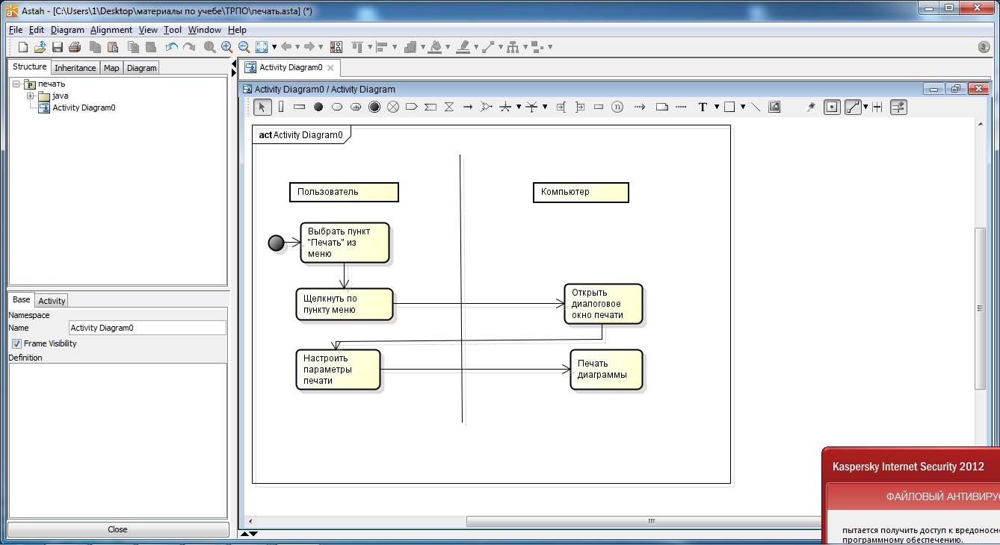 Astah - [C:\Users\1\Desktop\материалы по учебе\ТРПО\печать.asta] (*)
File Edit Diagram Alignment View Tool Window Help
Structure Inheritance Map Diagram
печать
java
Activity Diagram0
Base Activity
Namespace
Name Activity Diagram0
Frame Visibility
Definition
Close
Activity Diagram0
Activity Diagram0 / Activity Diagram
act Activity Diagram0
Пользователь
Компьютер
Выбрать пункт
"Печать" из
меню
Щелкнуть по
пункту меню
Открыть
диалоговое
окно печати
Настроить
параметры
печати
Печать
диаграммы
Kaspersky Internet Security 2012
ФАЙЛОВЫЙ АНТИВИРУС
пытается получить доступ к вредоносн
программному обеспечению.